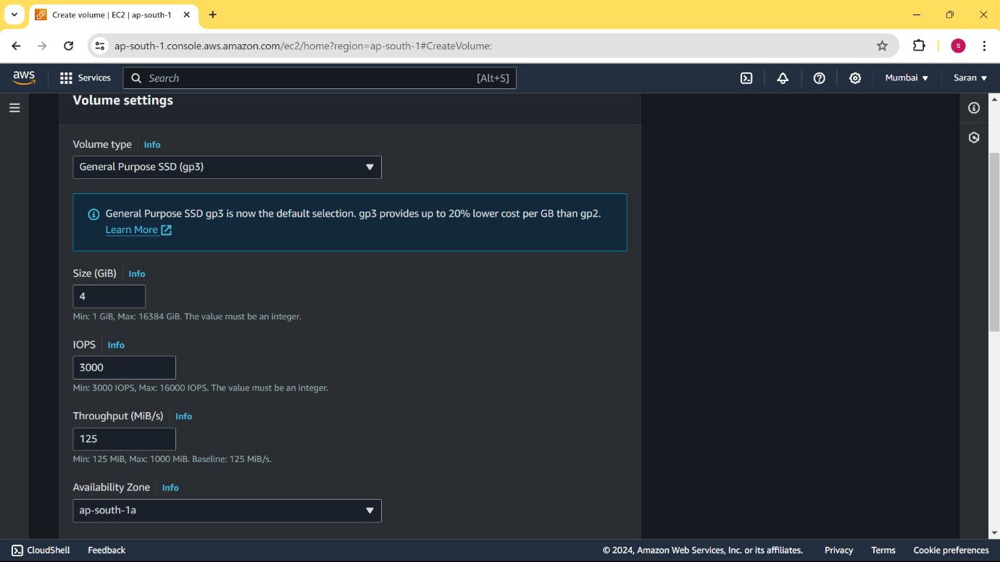 Create volume | EC2 | ap-south-1
ap-south-1.console.aws.amazon.com/ec2/home?region=ap-south-1#CreateVolume:
s
aws
Services
Search
[Alt+S]
Mumbai
Saran
Volume settings
Volume type
Info
General Purpose SSD (gp3)
General Purpose SSD gp3 is now the default selection. gp3 provides up to 20% lower cost per GB than gp2.
Learn More
Size (GiB)
Info
4
Min: 1 GiB, Max: 16384 GiB. The value must be an integer.
IOPS
Info
3000
Min: 3000 IOPS, Max: 16000 IOPS. The value must be an integer.
Throughput (MiB/s)
Info
125
Min: 125 MiB, Max: 1000 MiB. Baseline: 125 MiB/s.
Availability Zone
Info
ap-south-1a
CloudShell
Feedback
© 2024, Amazon Web Services, Inc. or its affiliates.
Privacy
Terms
Cookie preferences